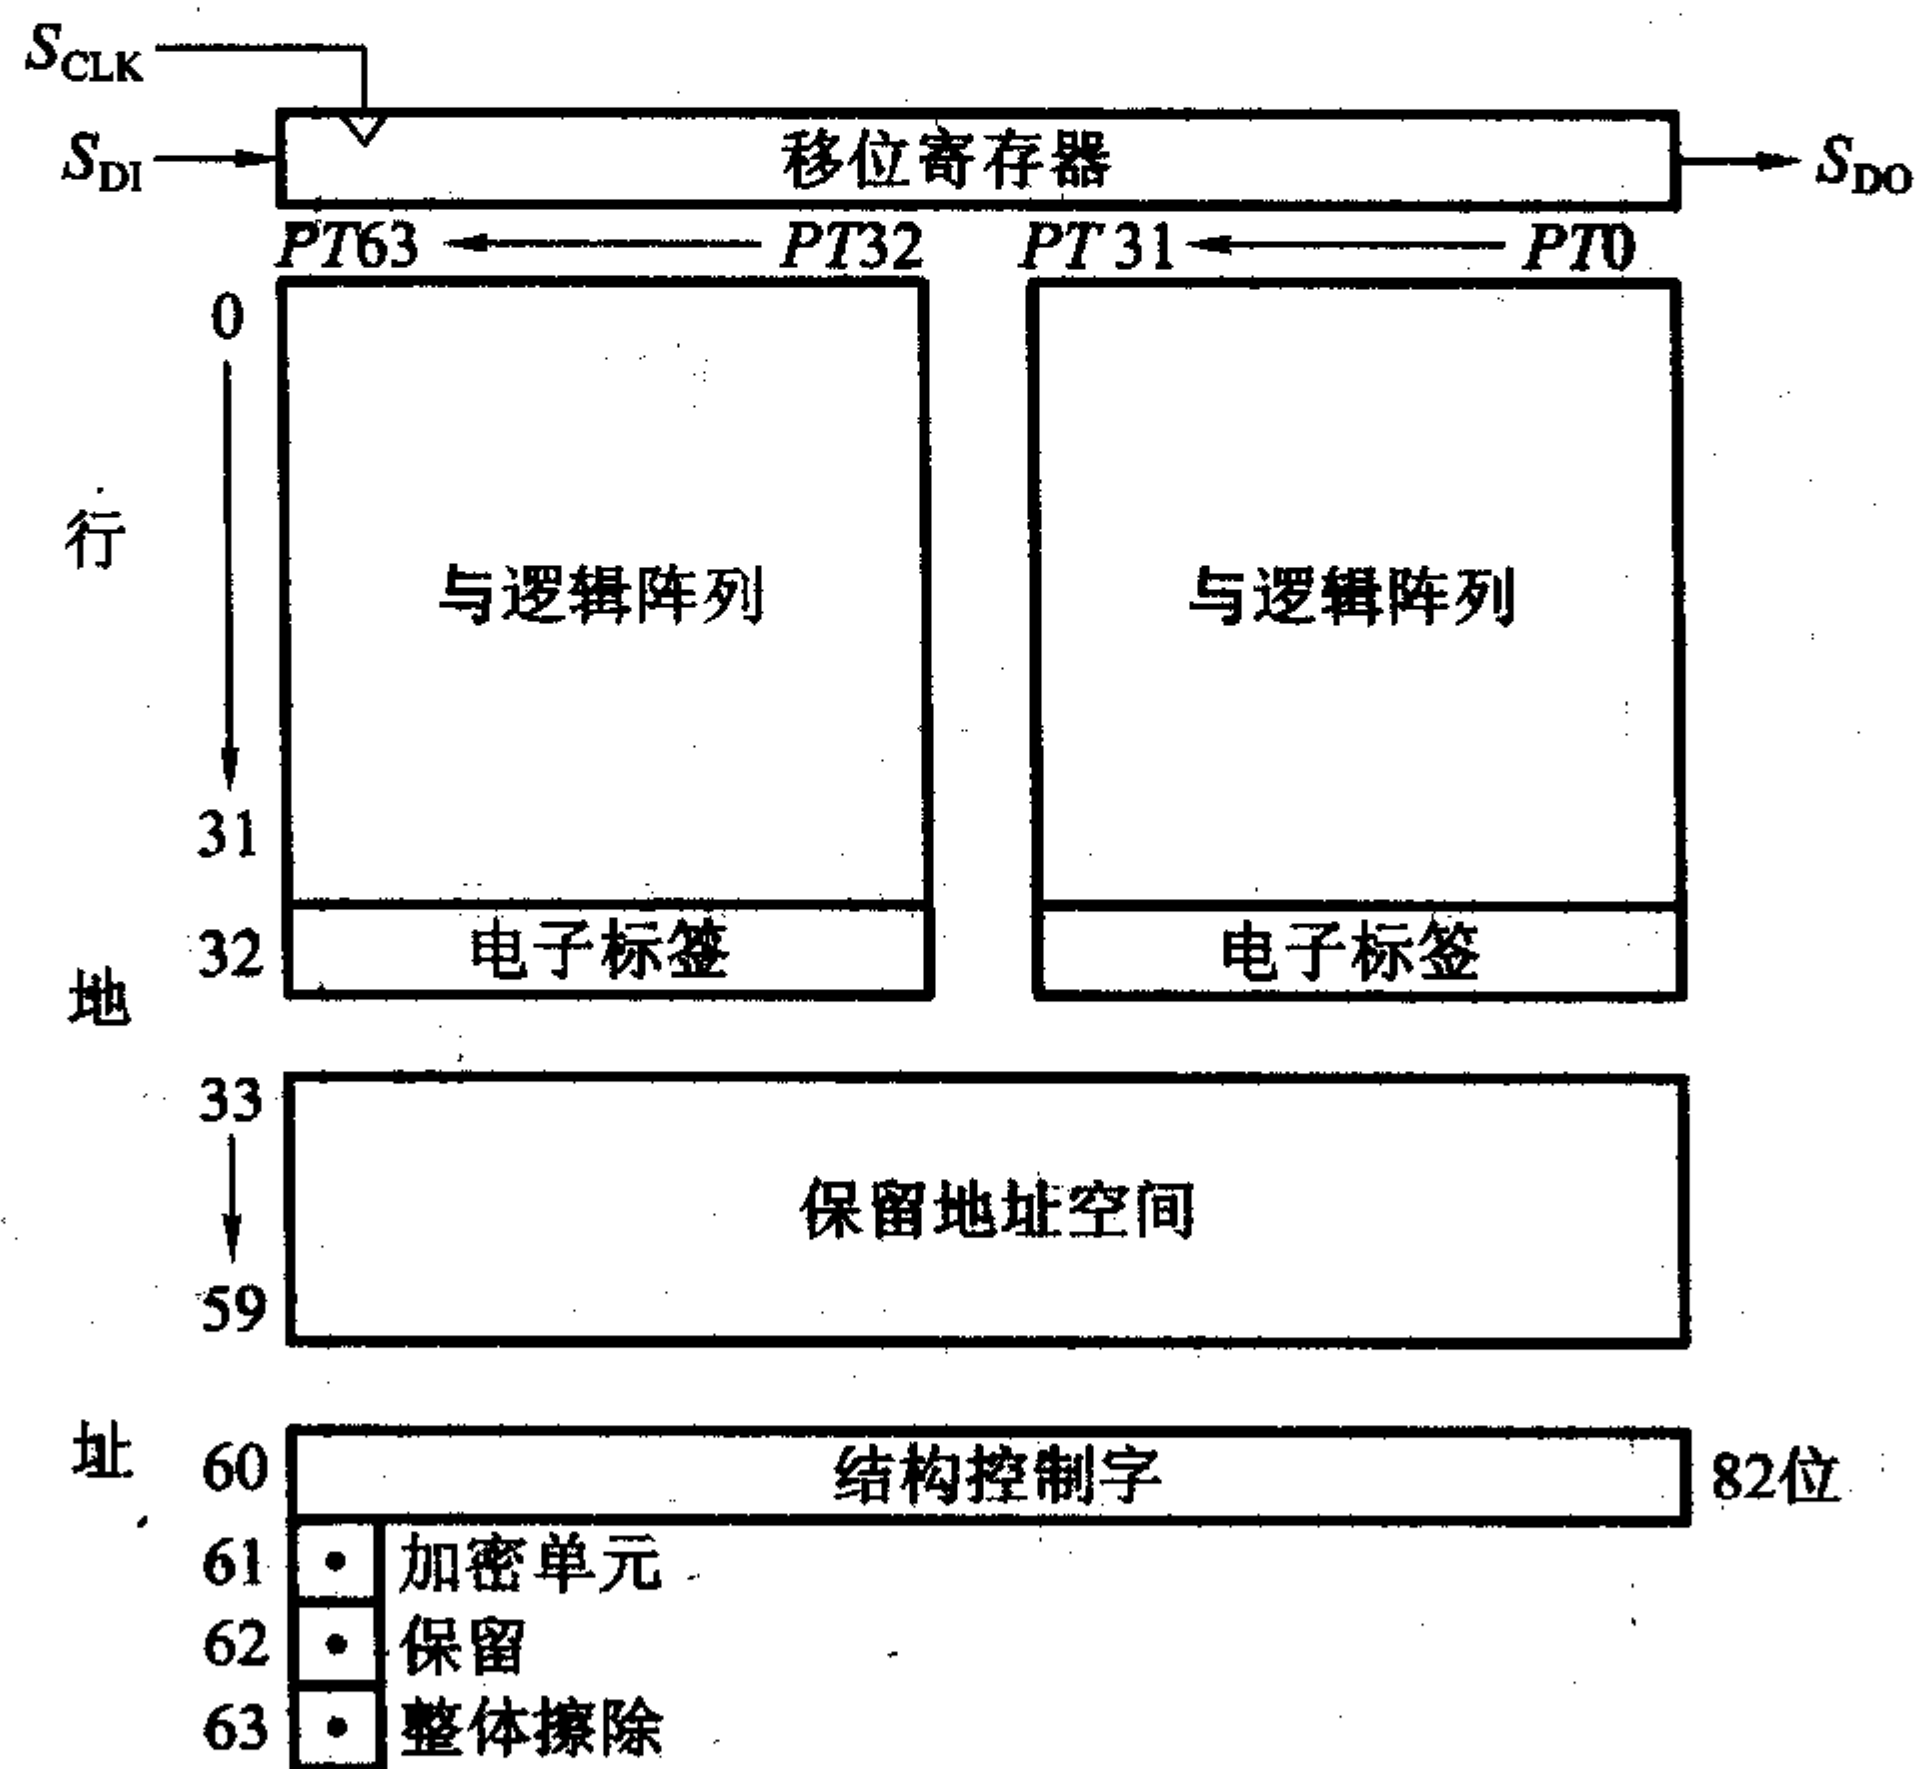 SCLK
SDI 移位寄存器 SDO
PT63 PT32 PT31 PT0
0
行
与逻辑阵列 与逻辑阵列
31
32 电子标签 电子标签
地
33
保留地址空间
59
址 60 结构控制字 82位
61 加密单元
62 保留
63 整体擦除